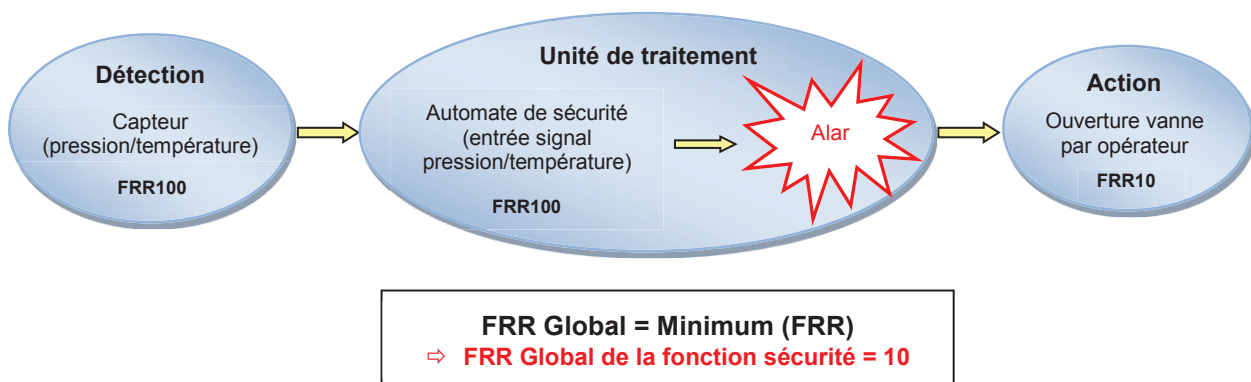 Détection
Capteur
(pression/température)
FRR100
Unité de traitement
Automate de sécurité
(entrée signal
pression/température)
FRR100
Alar
Action
Ouverture vanne
par opérateur
FRR10
FRR Global = Minimum (FRR)
⇨ FRR Global de la fonction sécurité = 10